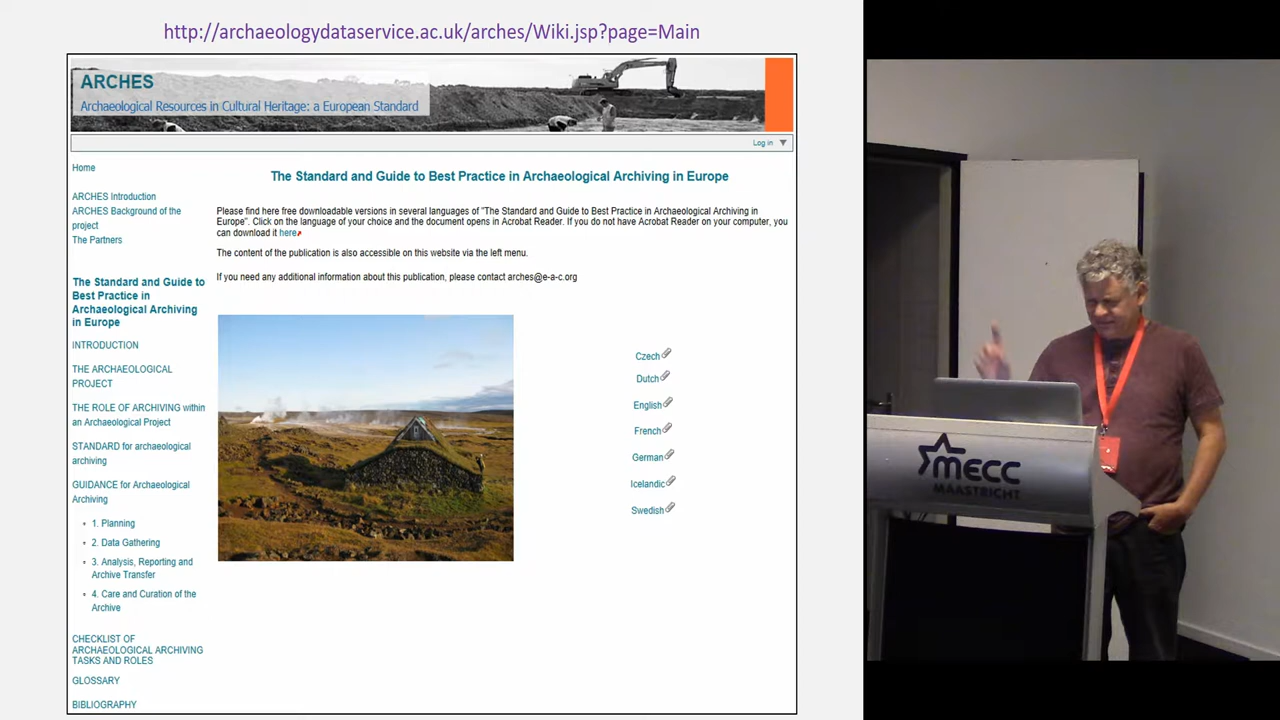 http://archaeologydataservice.ac.uk/arches/Wiki.jsp?page=Main
ARCHES
Archaeological Resources in Cultural Heritage: a European Standard
Log in
Home
ARCHES Introduction
ARCHES Background of the
project
The Partners
The Standard and Guide to
Best Practice in
Archaeological Archiving
in Europe
INTRODUCTION
THE ARCHAEOLOGICAL
PROJECT
THE ROLE OF ARCHIVING within
an Archaeological Project
STANDARD for archaeological
archiving
GUIDANCE for Archaeological
Archiving
1. Planning
2. Data Gathering
3. Analysis, Reporting and
Archive Transfer
4. Care and Curation of the
Archive
CHECKLIST OF
ARCHAEOLOGICAL ARCHIVING
TASKS AND ROLES
GLOSSARY
BIBLIOGRAPHY
The Standard and Guide to Best Practice in Archaeological Archiving in Europe
Please find here free downloadable versions in several languages of "The Standard and Guide to Best Practice in Archaeological Archiving in
Europe". Click on the language of your choice and the document opens in Acrobat Reader. If you do not have Acrobat Reader on your computer, you
can download it here
The content of the publication is also accessible on this website via the left menu.
If you need any additional information about this publication, please contact arches@e-a-c.org
Czech
Dutch
English
French
German
Icelandic
Swedish
mecc
MAASTRICHT